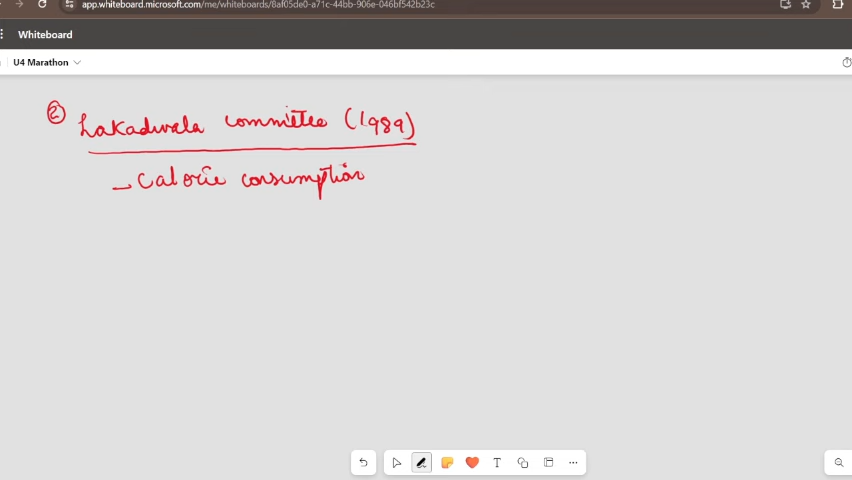 app.whiteboard.microsoft.com/me/whiteboards/8af05de0-a71c-44bb-906e-046bf542b23c
Whiteboard
U4 Marathon
② Lakadwala committee (1989)
→ Calorie consumption
T